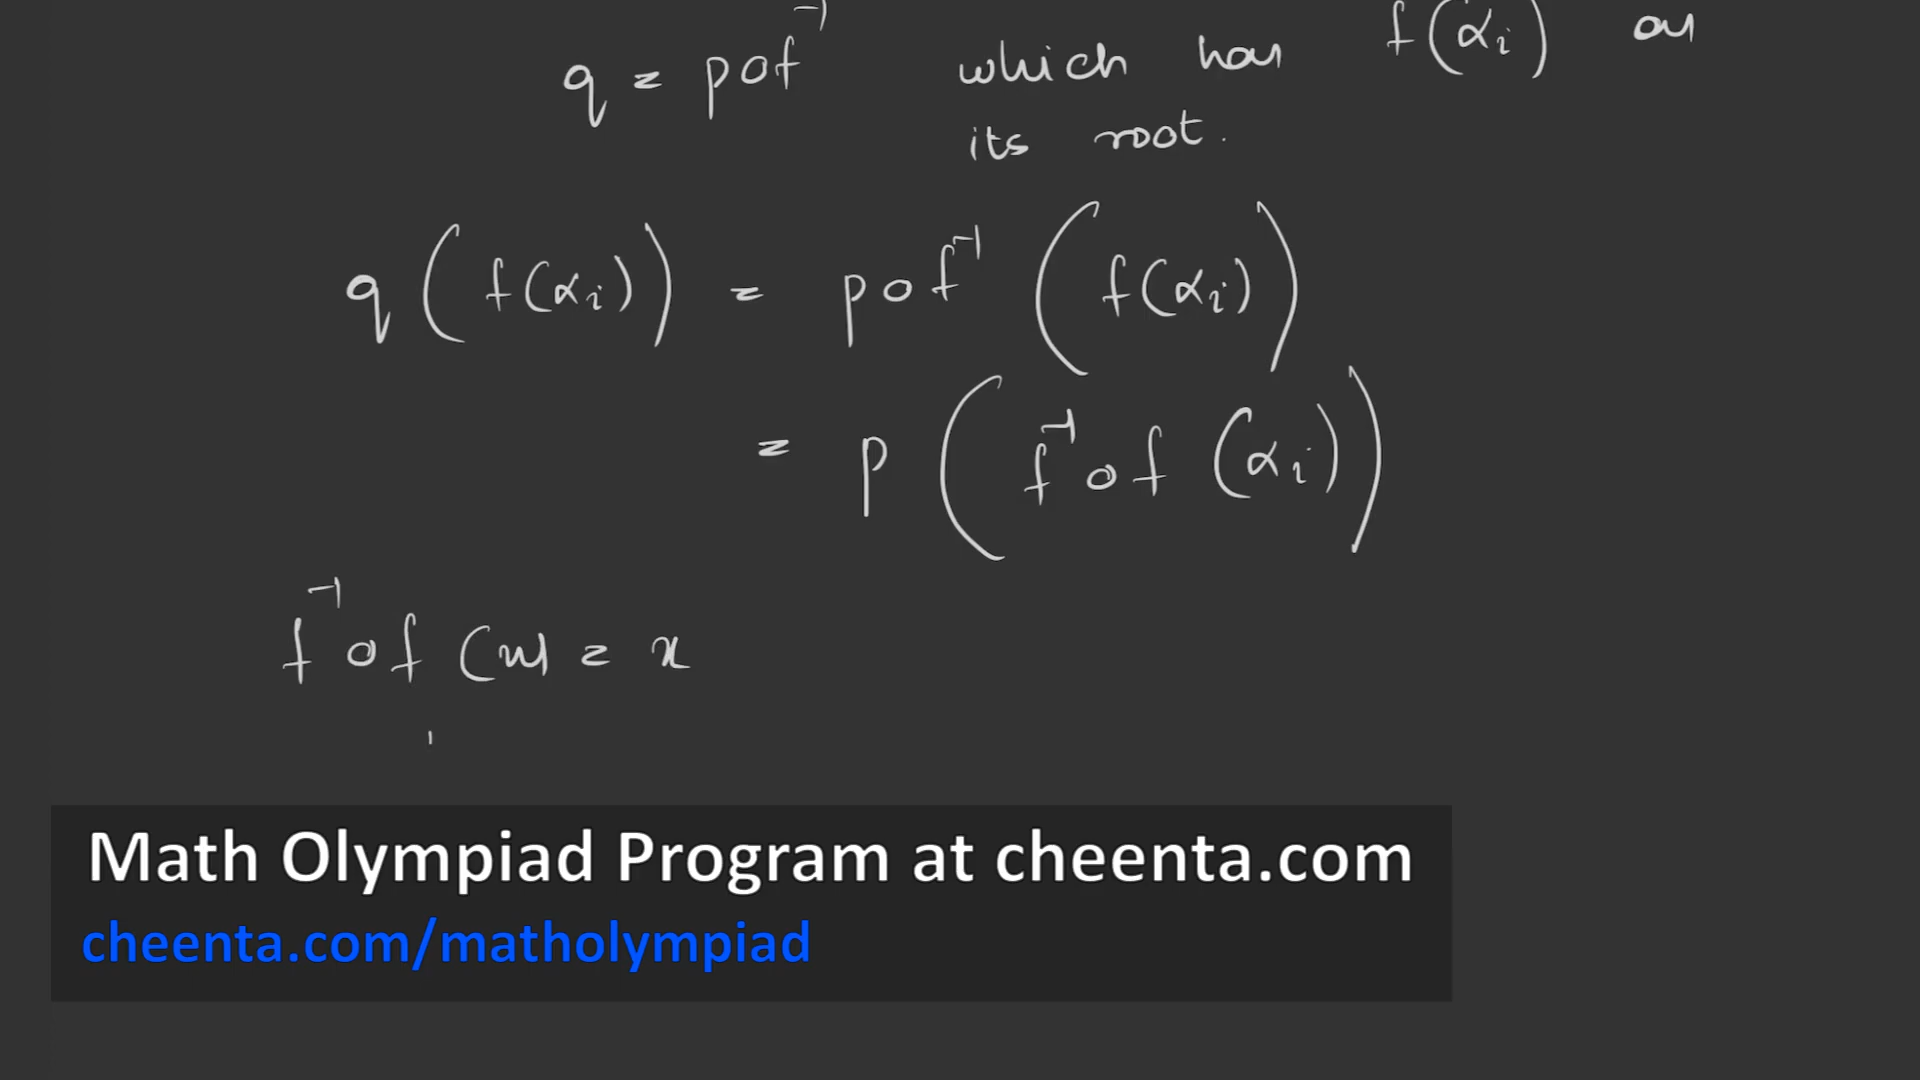 q = pof⁻¹ which has f(αᵢ) as
its root.
q(f(αᵢ)) = pof⁻¹(f(αᵢ))
= p(f⁻¹of(αᵢ))
f⁻¹of(x) = x
Math Olympiad Program at cheenta.com
cheenta.com/matholympiad